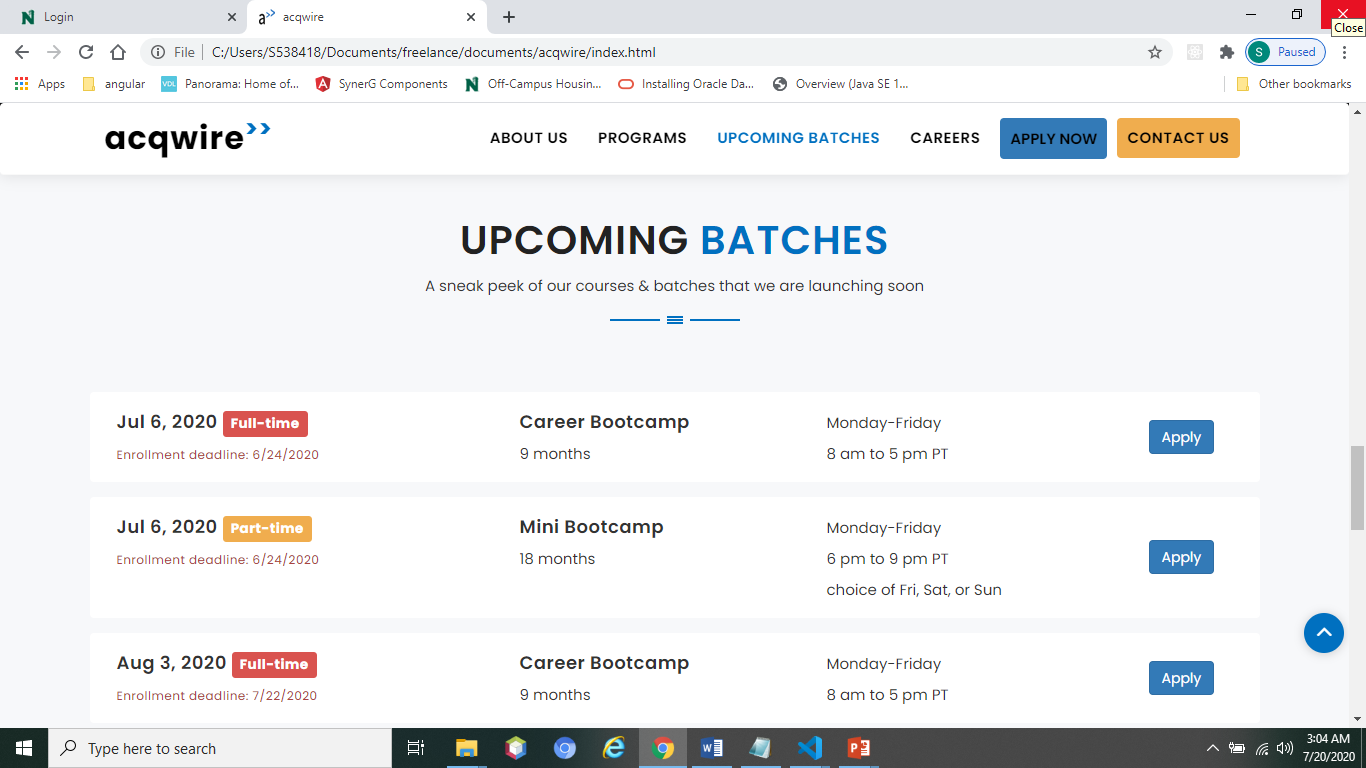 Login
acqwire
Close
File
C:/Users/S538418/Documents/freelance/documents/acqwire/index.html
S
Paused
Apps
angular
VDL
Panorama: Home of...
SynerG Components
Off-Campus Housin...
Installing Oracle Da...
Overview (Java SE 1...
Other bookmarks
acqwire>>
ABOUT US
PROGRAMS
UPCOMING BATCHES
CAREERS
APPLY NOW
CONTACT US
UPCOMING BATCHES
A sneak peek of our courses & batches that we are launching soon
Jul 6, 2020 Full-time
Enrollment deadline: 6/24/2020
Career Bootcamp
9 months
Monday-Friday
8 am to 5 pm PT
Apply
Jul 6, 2020 Part-time
Enrollment deadline: 6/24/2020
Mini Bootcamp
18 months
Monday-Friday
6 pm to 9 pm PT
choice of Fri, Sat, or Sun
Apply
Aug 3, 2020 Full-time
Enrollment deadline: 7/22/2020
Career Bootcamp
9 months
Monday-Friday
8 am to 5 pm PT
Apply
Type here to search
3:04 AM
7/20/2020